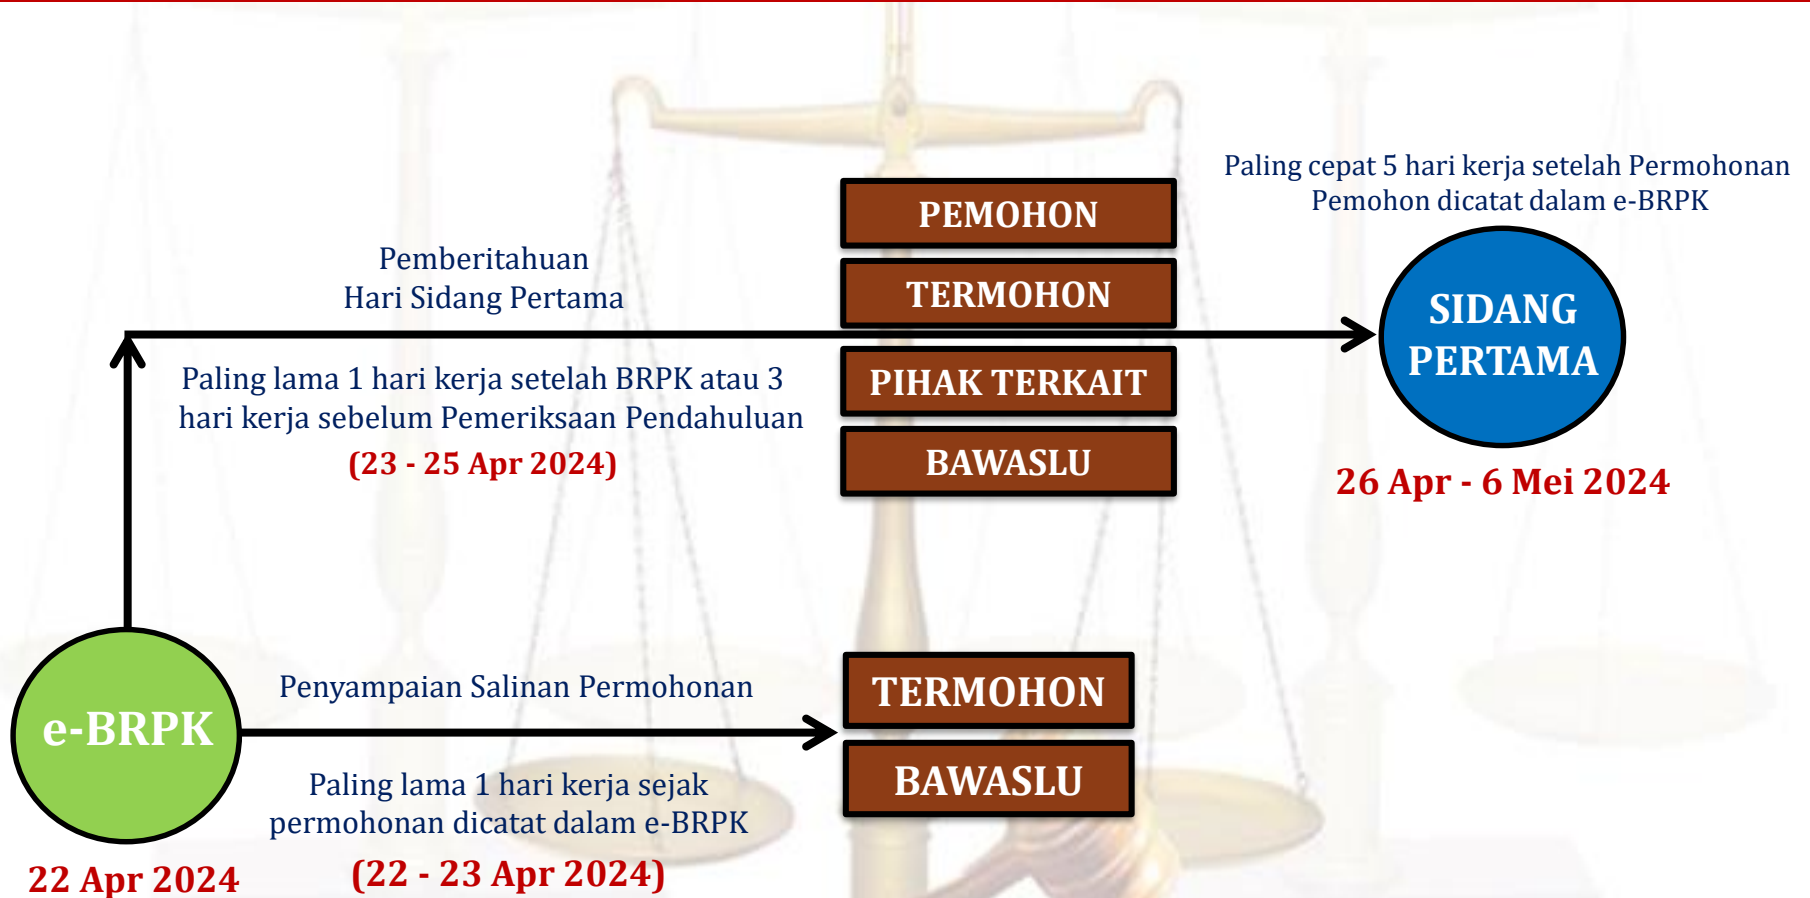 Paling cepat 5 hari kerja setelah Permohonan
Pemohon dicatat dalam e-BRPK
PEMOHON
Pemberitahuan
Hari Sidang Pertama
TERMOHON
SIDANG
PERTAMA
Paling lama 1 hari kerja setelah BRPK atau 3
hari kerja sebelum Pemeriksaan Pendahuluan
(23 - 25 Apr 2024)
PIHAK TERKAIT
BAWASLU
26 Apr - 6 Mei 2024
e-BRPK
22 Apr 2024
Penyampaian Salinan Permohonan
Paling lama 1 hari kerja sejak
permohonan dicatat dalam e-BRPK
(22 - 23 Apr 2024)
TERMOHON
BAWASLU